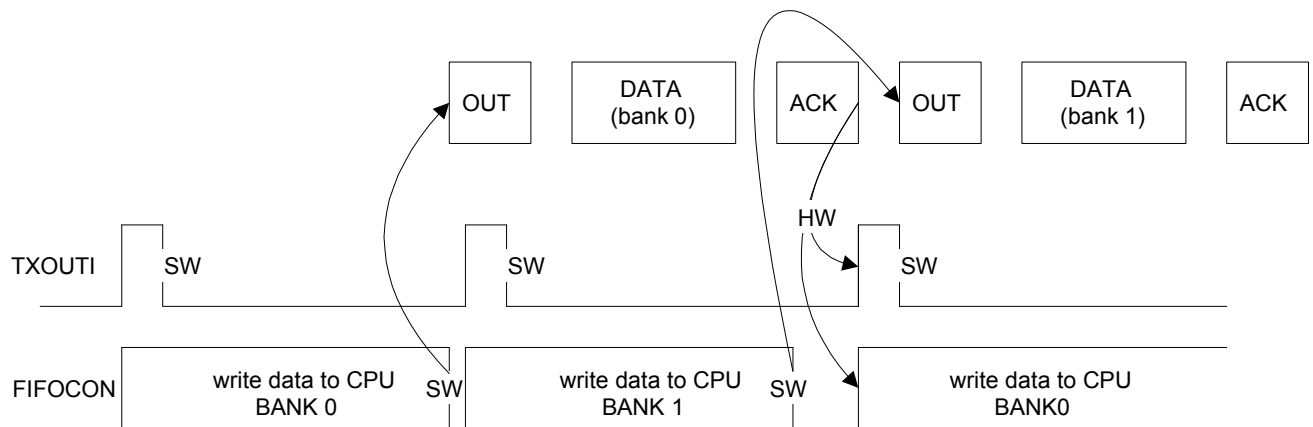 OUT
DATA
(bank 0)
ACK
OUT
DATA
(bank 1)
ACK
HW
TXOUTI
SW
SW
SW
FIFOCON
write data to CPU
BANK 0
SW
write data to CPU
BANK 1
SW
write data to CPU
BANK0